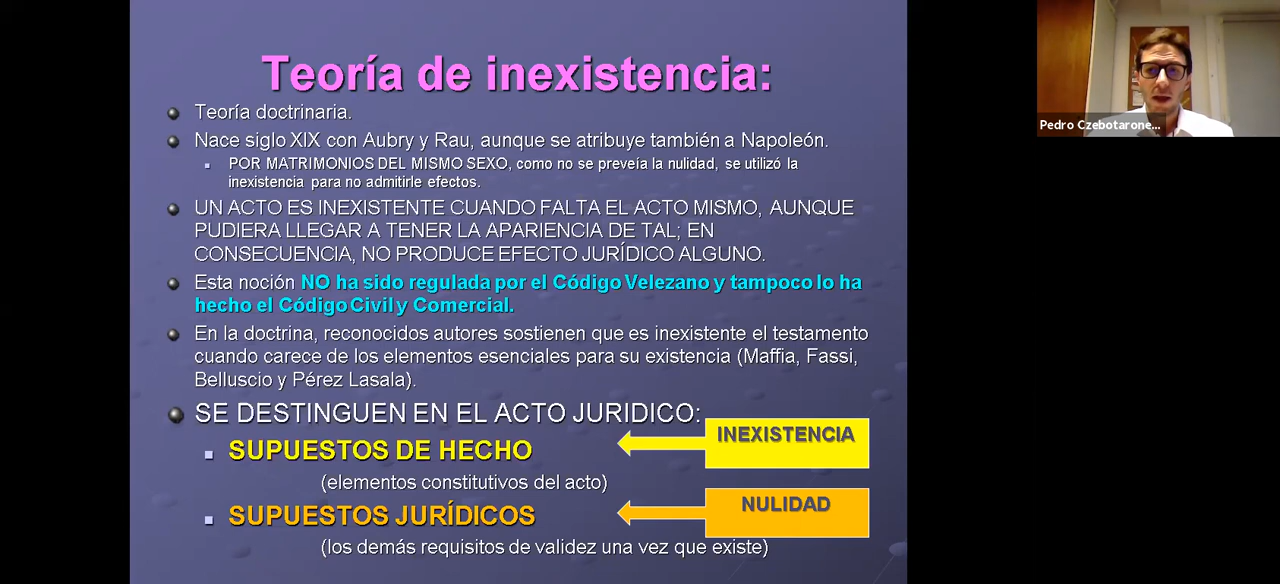 Teoría de inexistencia:
Teoría doctrinaria.
Nace siglo XIX con Aubry y Rau, aunque se atribuye también a Napoleón.
POR MATRIMONIOS DEL MISMO SEXO, como no se preveía la nulidad, se utilizó la
inexistencia para no admitirle efectos.
UN ACTO ES INEXISTENTE CUANDO FALTA EL ACTO MISMO, AUNQUE
PUDIERA LLEGAR A TENER LA APARIENCIA DE TAL; EN
CONSECUENCIA, NO PRODUCE EFECTO JURÍDICO ALGUNO.
Esta noción NO ha sido regulada por el Código Velezano y tampoco lo ha
hecho el Código Civil y Comercial.
En la doctrina, reconocidos autores sostienen que es inexistente el testamento
cuando carece de los elementos esenciales para su existencia (Maffia, Fassi,
Belluscio y Pérez Lasala).
SE DESTINGUEN EN EL ACTO JURIDICO:
INEXISTENCIA
SUPUESTOS DE HECHO
(elementos constitutivos del acto)
NULIDAD
SUPUESTOS JURÍDICOS
(los demás requisitos de validez una vez que existe)
Pedro Czebotarone...